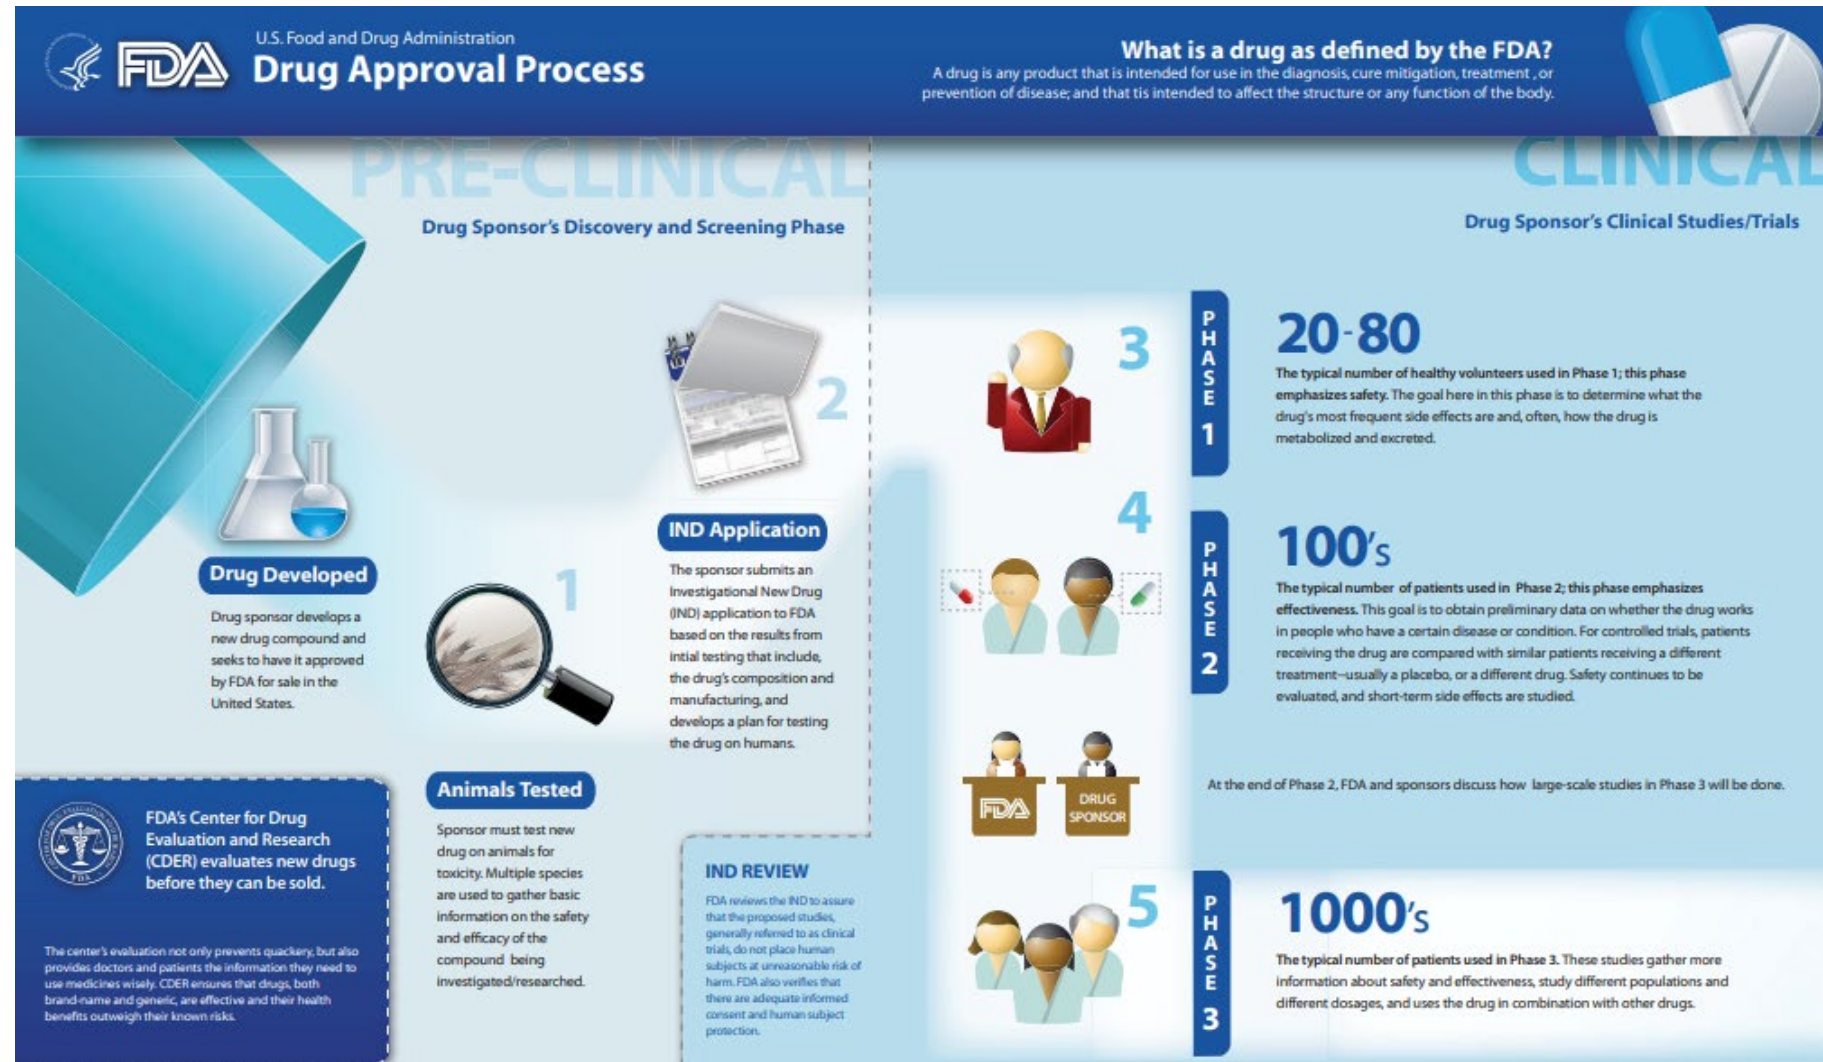 FDA
U.S. Food and Drug Administration
Drug Approval Process
What is a drug as defined by the FDA?
A drug is any product that is intended for use in the diagnosis, cure mitigation, treatment , or
prevention of disease; and that tis intended to affect the structure or any function of the body.
PRE-CLINICAL
Drug Sponsor's Discovery and Screening Phase
Drug Developed
Drug sponsor develops a
new drug compound and
seeks to have it approved
by FDA for sale in the
United States.
1
Animals Tested
Sponsor must test new
drug on animals for
toxicity. Multiple species
are used to gather basic
information on the safety
and efficacy of the
compound being
investigated/researched.
2
IND Application
The sponsor submits an
Investigational New Drug
(IND) application to FDA
based on the results from
intial testing that include,
the drug's composition and
manufacturing, and
develops a plan for testing
the drug on humans.
FDA's Center for Drug
Evaluation and Research
(CDER) evaluates new drugs
before they can be sold.
FDA
The center's evaluation not only prevents quackery, but also
provides doctors and patients the information they need to
use medicines wisely. CDER ensures that drugs, both
brand-name and generic, are effective and their health
benefits outweigh their known risks.
IND REVIEW
FDA reviews the IND to assure
that the proposed studies,
generally referred to as clinical
trials, do not place human
subjects at unreasonable risk of
harm. FDA also verifies that
there are adequate informed
consent and human subject
protection.
CLINICAL
Drug Sponsor's Clinical Studies/Trials
3
PHASE 1
20-80
The typical number of healthy volunteers used in Phase 1; this phase
emphasizes safety. The goal here in this phase is to determine what the
drug's most frequent side effects are and, often, how the drug is
metabolized and excreted.
4
PHASE 2
100's
The typical number of patients used in Phase 2; this phase emphasizes
effectiveness. This goal is to obtain preliminary data on whether the drug works
in people who have a certain disease or condition. For controlled trials, patients
receiving the drug are compared with similar patients receiving a different
treatment--usually a placebo, or a different drug. Safety continues to be
evaluated, and short-term side effects are studied.
FDA
DRUG
SPONSOR
At the end of Phase 2, FDA and sponsors discuss how large-scale studies in Phase 3 will be done.
5
PHASE 3
1000's
The typical number of patients used in Phase 3. These studies gather more
information about safety and effectiveness, study different populations and
different dosages, and uses the drug in combination with other drugs.